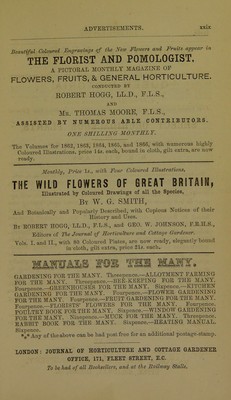 ADVERTISEMENTS. xxix
Beautiful Coloured Engravings of the New Flowers and Fruits appear in
THE FLORIST AND POMOLOGIST.
A PICTORAL MONTHLY MAGAZINE OF
FLOWERS, FRUITS, & GENERAL HORTICULTURE.
CONDUCTED BY
ROBERT HOGG, LL.D., F.L.S.,
AND
Mr. THOMAS MOORE, F.L.S.,
ASSISTED BY NUMEROUS ABLE CONTRIBUTORS.
ONE SHILLING MONTHLY.
The Volumes for 1862, 1863, 1864, 1865, and 1866, with numerous highly
Coloured Illustrations, price 14s. each, bound in cloth, gilt extra, are now
ready.
Monthly, Price 1s., with Four Coloured Illustrations,
THE WILD FLOWERS OF GREAT BRITAIN,
Illustrated by Coloured Drawings of all the Species,
By W. G. SMITH,
And Botanically and Popularly Described, with Copious Notices of their
History and Uses.
By ROBERT HOGG, LL.D., F.L.S., and GEO. W. JOHNSON, F.R.H.S.,
Editors of The Journal of Horticulture and Cottage Gardener.
Vols. I. and II., with 80 Coloured Plates, are now ready, elegantly bound
in cloth, gilt extra, price 21s. each.
MANUALS FOR THE MANY.
GARDENING FOR THE MANY. Threepence.—ALLOTMENT FARMING
FOR THE MANY. Threepence.—BEE-KEEPING FOR THE MANY.
Fourpence.—GREENHOUSES FOR THE MANY. Sixpence.—KITCHEN
GARDENING FOR THE MANY. Fourpence.—FLOWER GARDENING
FOR THE MANY. Fourpence.—FRUIT GARDENING FOR THE MANY.
Fourpence.—FLORISTS' FLOWERS FOR THE MANY. Fourpence.
POULTRY BOOK FOR THE MANY. Sixpence.—WINDOW GARDENING
FOR THE MANY. Ninepence.—MUCK FOR THE MANY. Threepence.
RABBIT BOOK FOR THE MANY. Sixpence.—HEATING MANUAL.
Sixpence.
*** Any of the above can be had post free for an additional postage stamp.
LONDON: JOURNAL OF HORTICULTURE AND COTTAGE GARDENER
OFFICE, 171, FLEET STREET, E.C.
To be had of all Booksellers, and at the Railway Stalls.